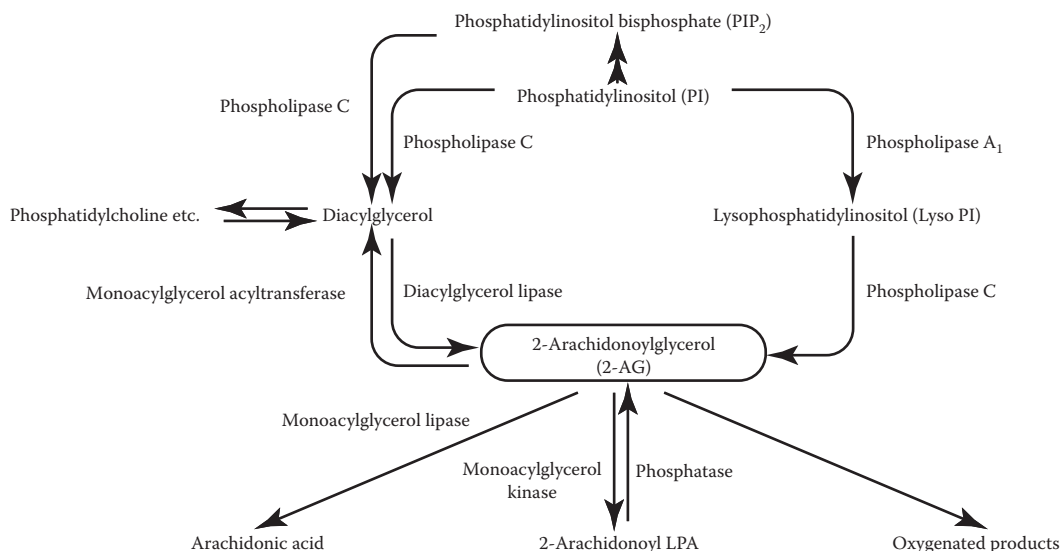 Phosphatidylinositol bisphosphate (PIP₂)
Phosphatidylinositol (PI)
Phospholipase C
Phospholipase C
Phospholipase A₁
Phosphatidylcholine etc.
Diacylglycerol
Lysophosphatidylinositol (Lyso PI)
Monoacylglycerol acyltransferase
Diacylglycerol lipase
Phospholipase C
2-Arachidonoylglycerol
(2-AG)
Monoacylglycerol lipase
Monoacylglycerol
kinase
Phosphatase
Arachidonic acid
2-Arachidonoyl LPA
Oxygenated products